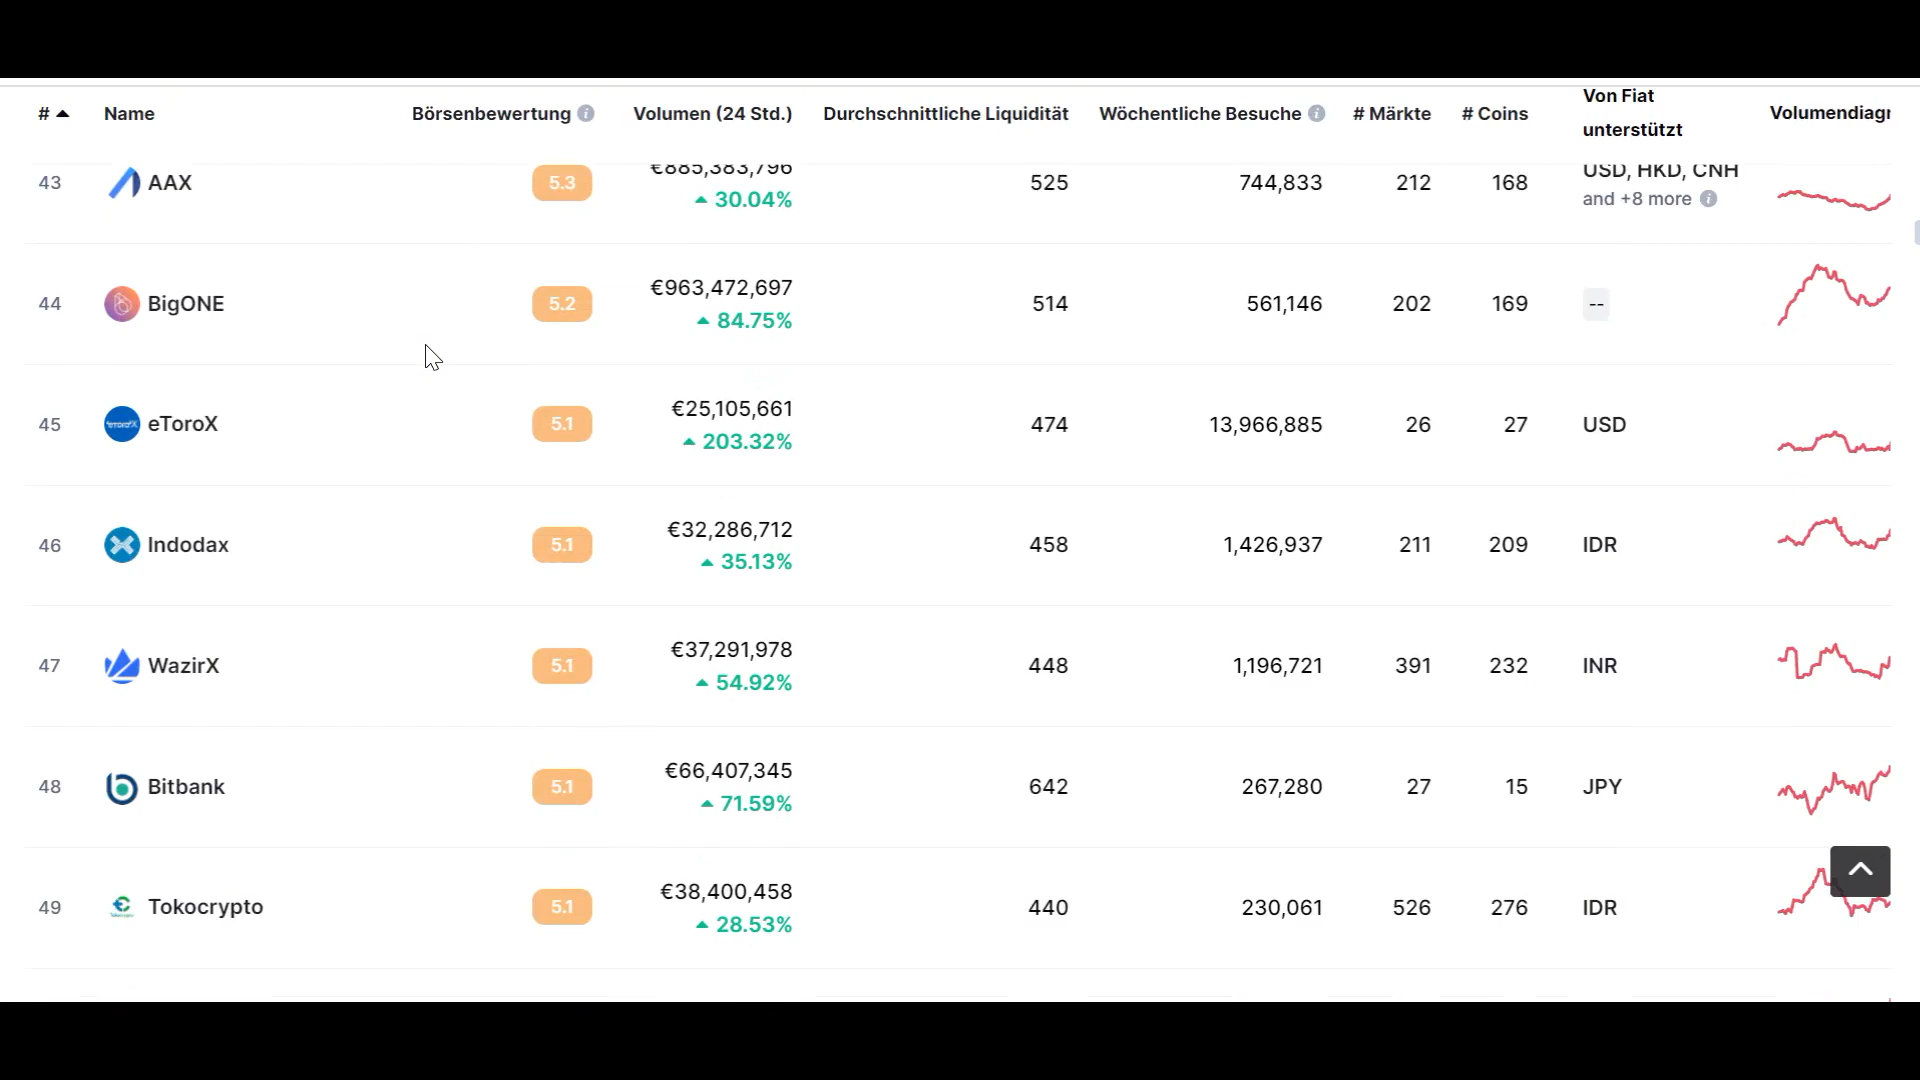 # Name Börsenbewertung Volumen (24 Std.) Durchschnittliche Liquidität Wöchentliche Besuche # Märkte # Coins Von Fiat unterstützt Volumendiagr
43 AAX 5.3 €885,383,796 525 744,833 212 168 USD, HKD, CNH
30.04% and +8 more
44 BigONE 5.2 €963,472,697 514 561,146 202 169 --
84.75%
45 eToroX 5.1 €25,105,661 474 13,966,885 26 27 USD
203.32%
46 Indodax 5.1 €32,286,712 458 1,426,937 211 209 IDR
35.13%
47 WazirX 5.1 €37,291,978 448 1,196,721 391 232 INR
54.92%
48 Bitbank 5.1 €66,407,345 642 267,280 27 15 JPY
71.59%
49 Tokocrypto 5.1 €38,400,458 440 230,061 526 276 IDR
28.53%